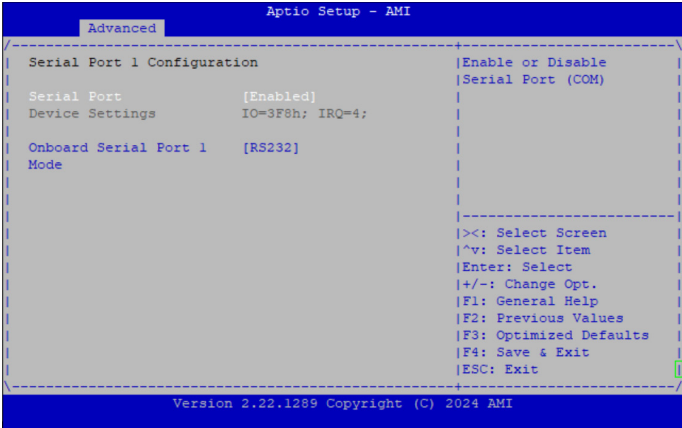 Aptio Setup - AMI
Advanced
Serial Port 1 Configuration
Serial Port [Enabled]
Device Settings IO=3F8h; IRQ=4;
Onboard Serial Port 1 [RS232]
Mode
Enable or Disable
Serial Port (COM)
><: Select Screen
^v: Select Item
Enter: Select
+/-: Change Opt.
F1: General Help
F2: Previous Values
F3: Optimized Defaults
F4: Save & Exit
ESC: Exit
Version 2.22.1289 Copyright (C) 2024 AMI